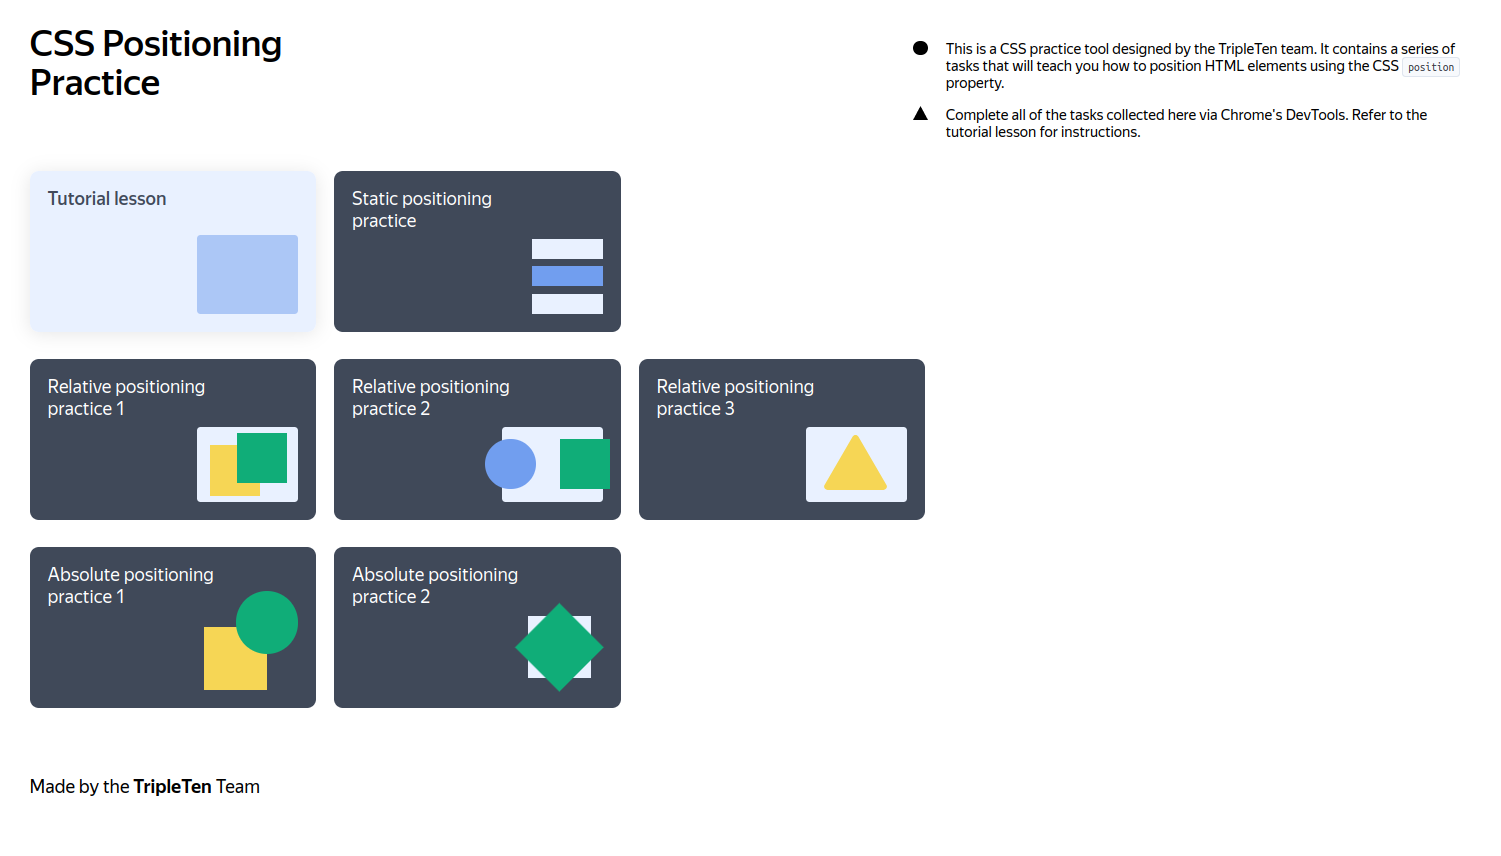 CSS Positioning
Practice
This is a CSS practice tool designed by the TripleTen team. It contains a series of
tasks that will teach you how to position HTML elements using the CSS position
property.
Complete all of the tasks collected here via Chrome's DevTools. Refer to the
tutorial lesson for instructions.
Tutorial lesson
Static positioning
practice
Relative positioning
practice 1
Relative positioning
practice 2
Relative positioning
practice 3
Absolute positioning
practice 1
Absolute positioning
practice 2
Made by the TripleTen Team